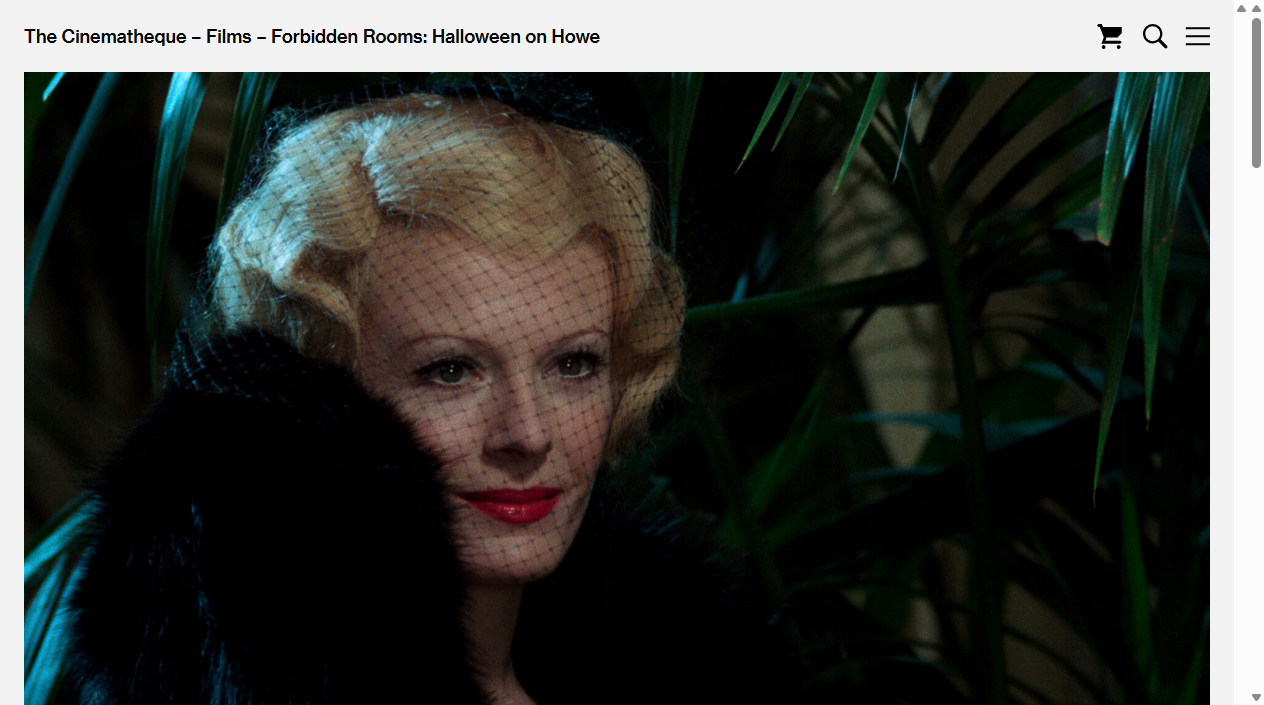 The Cinematheque – Films – Forbidden Rooms: Halloween on Howe